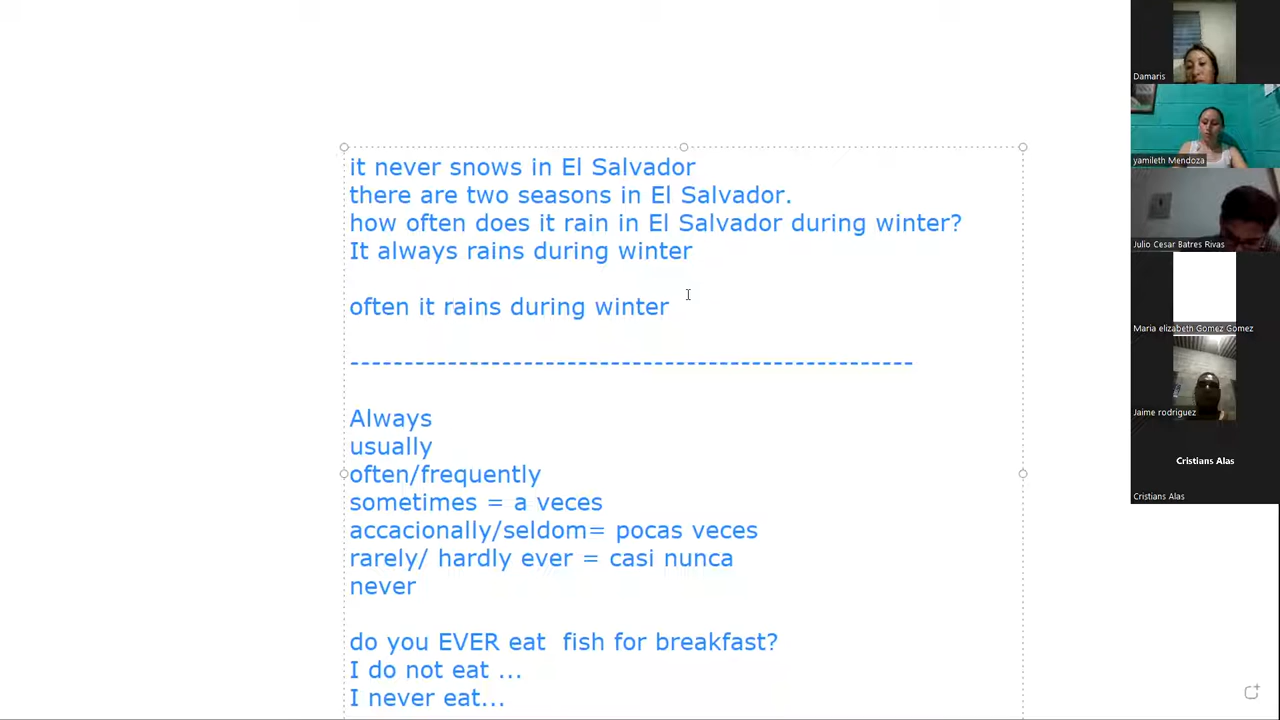 it never snows in El Salvador
there are two seasons in El Salvador.
how often does it rain in El Salvador during winter?
It always rains during winter
often it rains during winter
-------------------------------------------------
Always
usually
often/frequently
sometimes = a veces
accacionally/seldom= pocas veces
rarely/ hardly ever = casi nunca
never
do you EVER eat  fish for breakfast?
I do not eat ...
I never eat...
Damaris
yamileth Mendoza
Julio Cesar Batres Rivas
Maria elizabeth Gomez Gomez
Jaime rodriguez
Cristians Alas
Cristians Alas